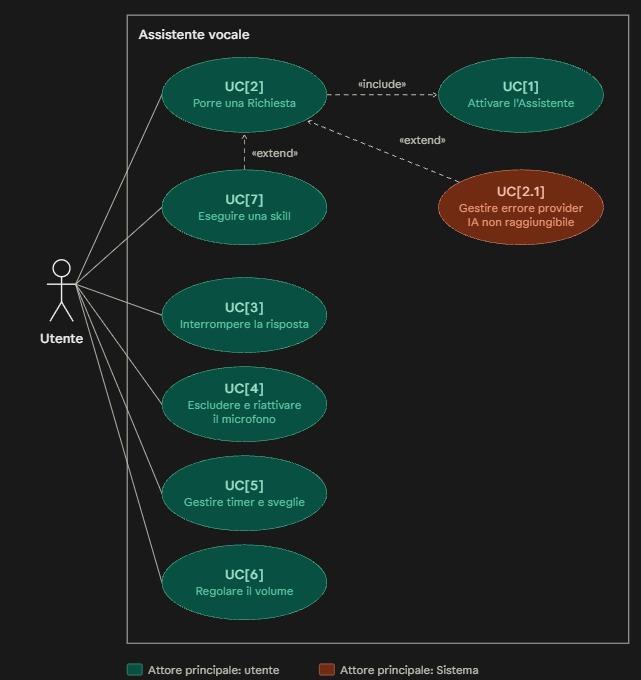 Assistente vocale
UC[2]
Porre una Richiesta
«include»
UC[1]
Attivare l'Assistente
«extend»
«extend»
UC[7]
Eseguire una skill
UC[2.1]
Gestire errore provider
IA non raggiungibile
Utente
UC[3]
Interrompere la risposta
UC[4]
Escludere e riattivare
il microfono
UC[5]
Gestire timer e sveglie
UC[6]
Regolare il volume
Attore principale: utente
Attore principale: Sistema